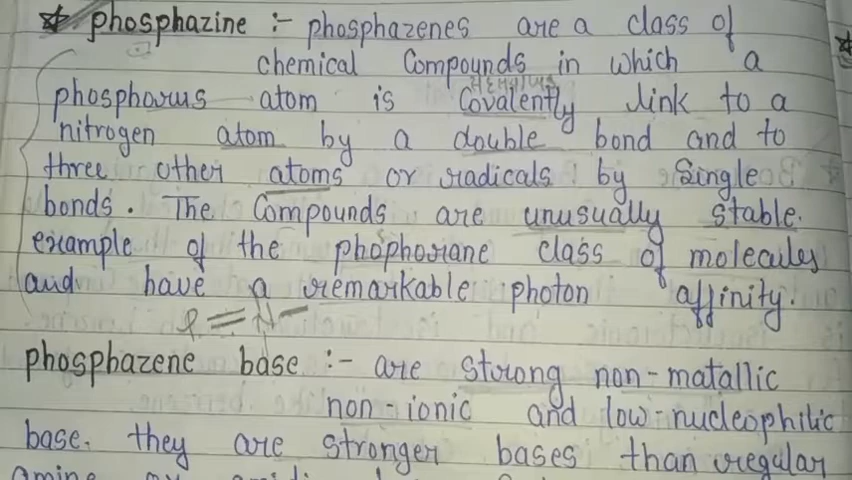 phosphazine :- phosphazenes are a class of
chemical Compounds in which a
phosphorus atom is Covalently link to a
nitrogen atom by a double bond and to
three other atoms or radicals by Single
bonds. The Compounds are unusually stable.
example of the phophorane class of molecules
and have a remarkable photon affinity.
P=N-
phosphazene base :- are strong non-matallic
non-ionic and low-nucleophilic
base. they are stronger bases than regular